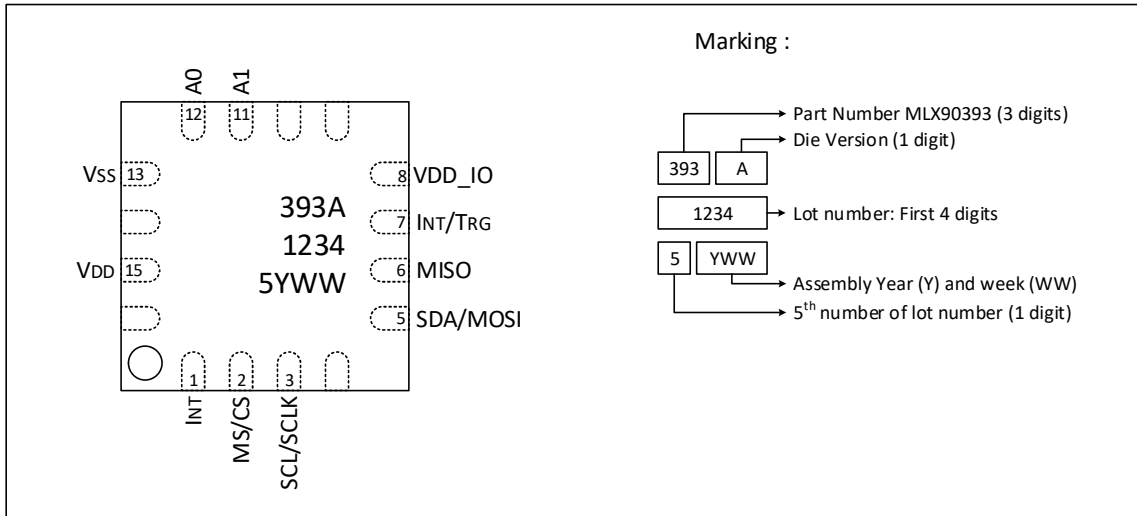 Marking :
A0
A1
12
11
Vss 13
8 VDD_IO
393A
7 INT/TRG
1234
VDD 15
6 MISO
5YWW
5 SDA/MOSI
1
2
3
INT
MS/CS
SCL/SCLK
Part Number MLX90393 (3 digits)
Die Version (1 digit)
393
A
1234
Lot number: First 4 digits
5
YWW
Assembly Year (Y) and week (WW)
5th number of lot number (1 digit)